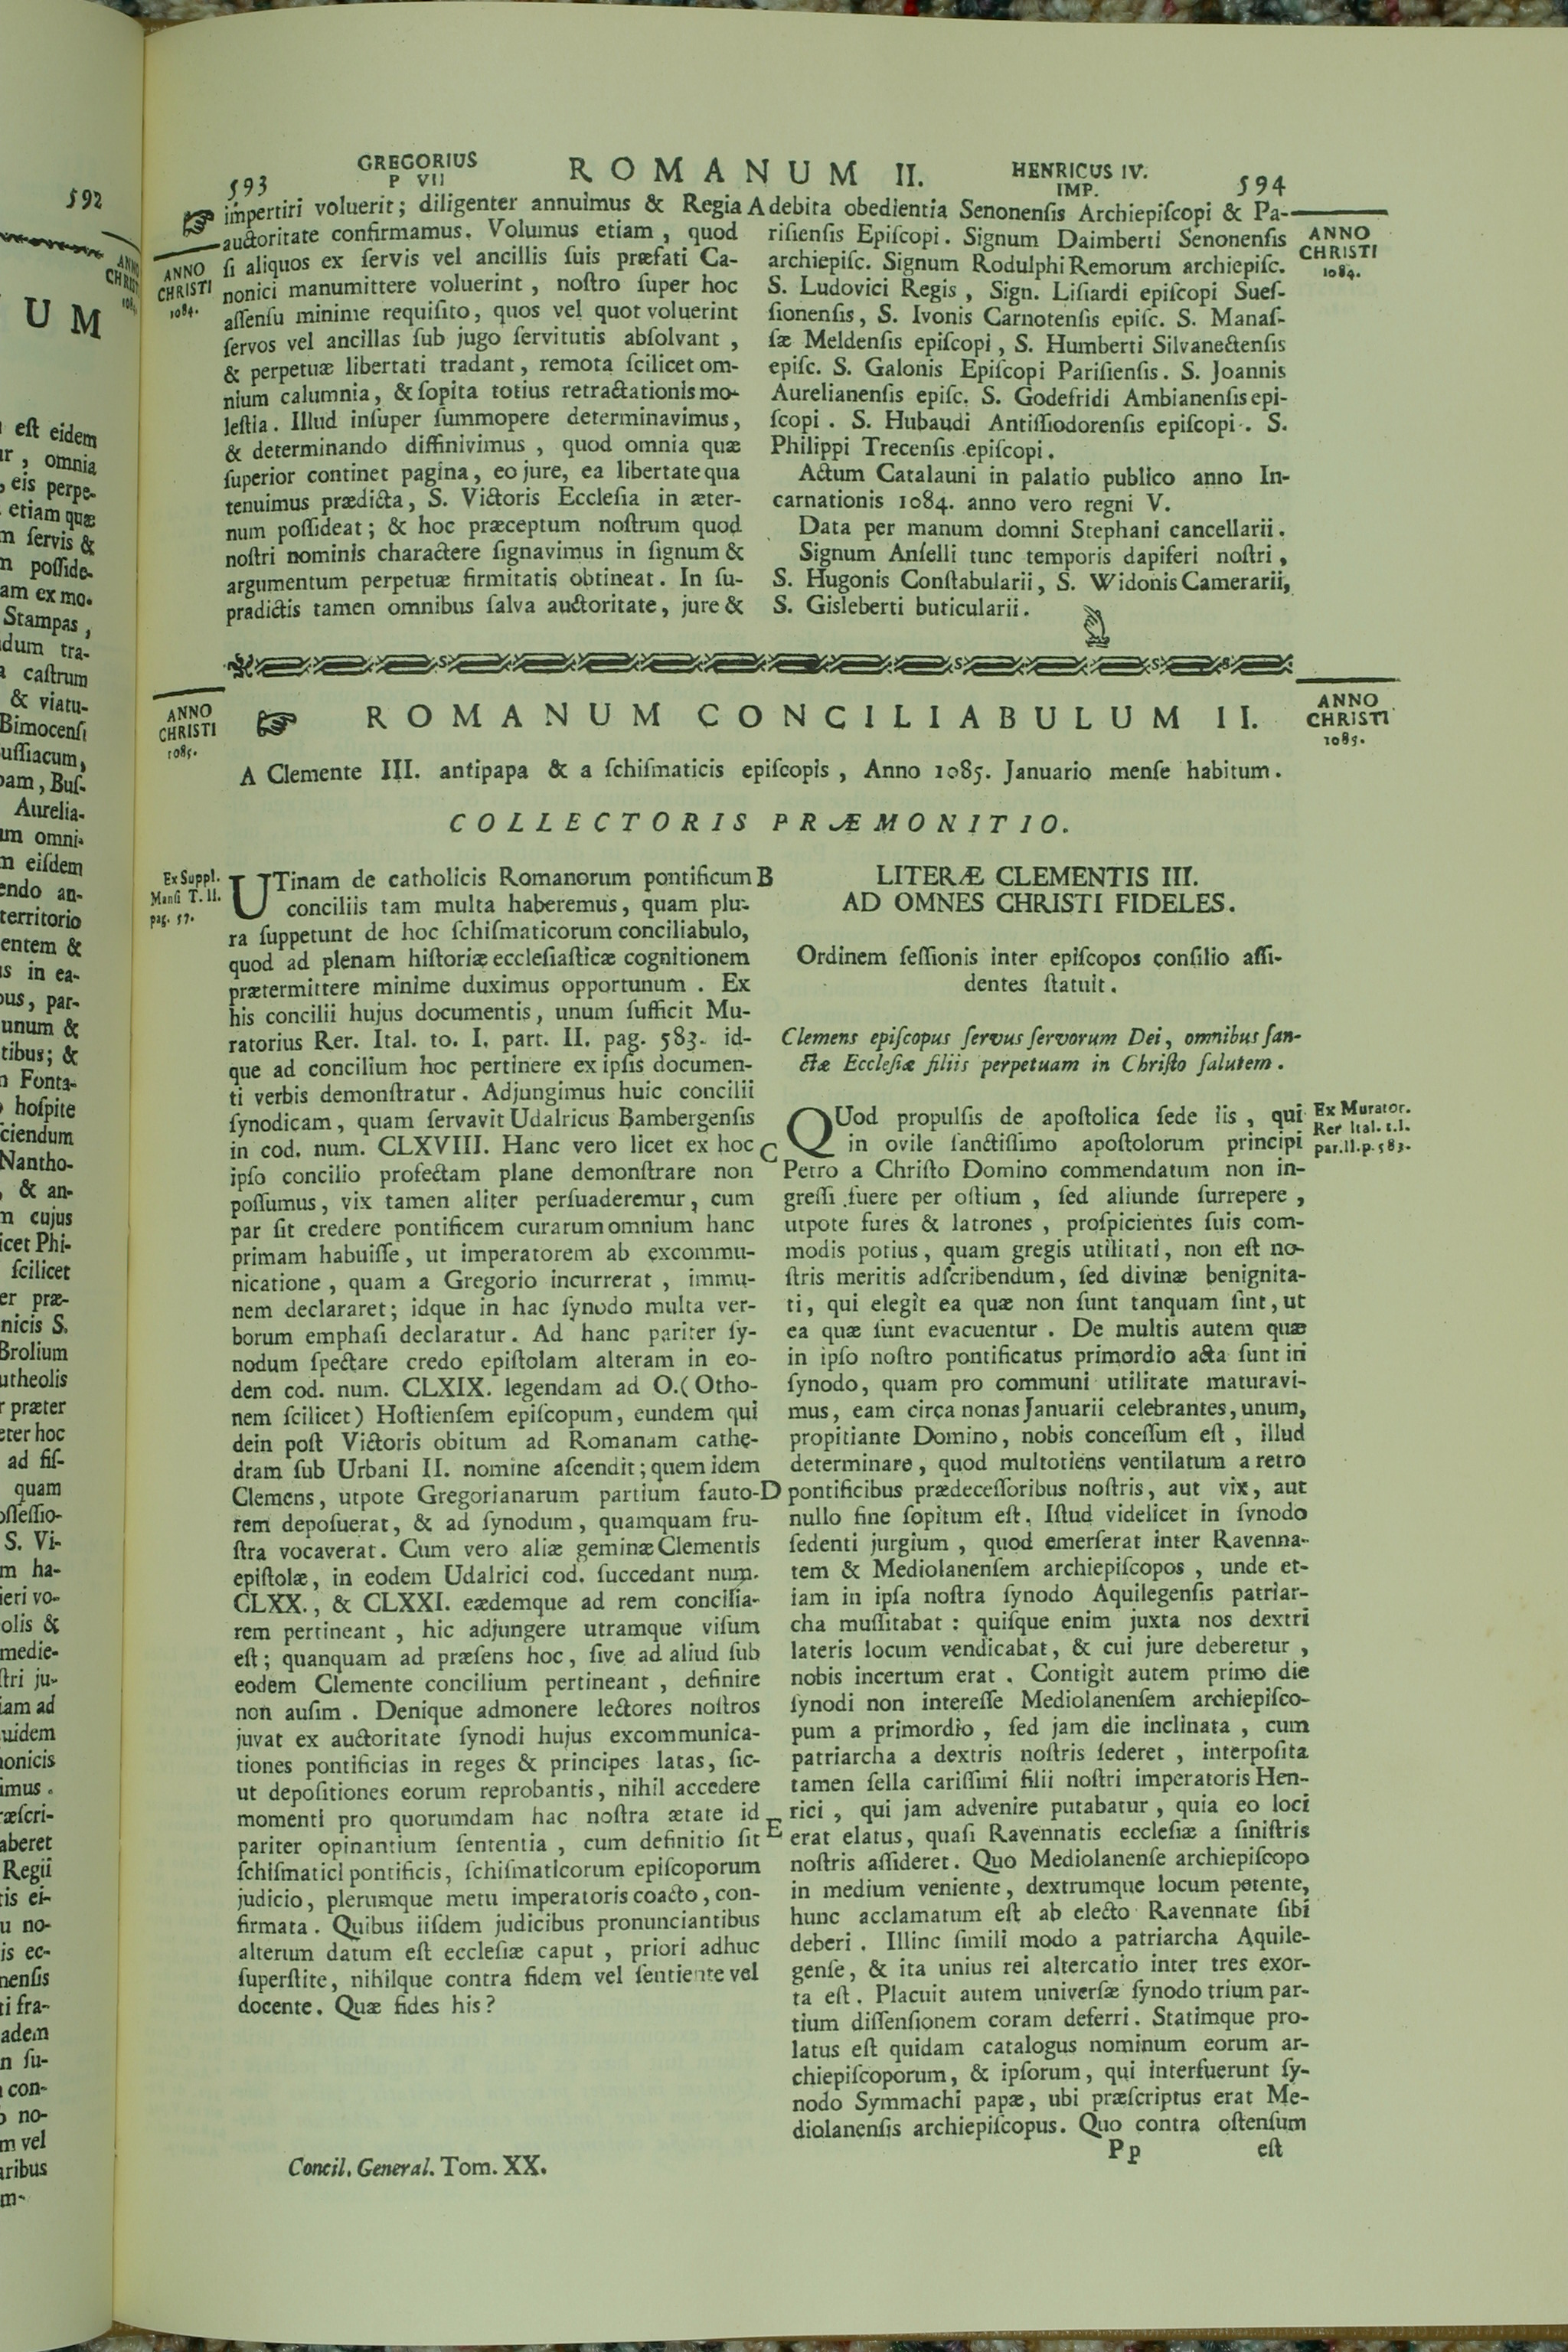 GREGORIUS
P VII
ROMANUM II.
HENRICUS IV.
IMP.
593
594
impertiri voluerit; diligenter annuimus & Regia
auctoritate confirmamus. Volumus etiam, quod
ſi aliquos ex ſervis vel ancillis ſuis præfati Ca-
nonici manumittere voluerint, noſtro ſuper hoc
aſſenſu minime requiſito, quos vel quot voluerint
ſervos vel ancillas ſub jugo ſervitutis abſolvant,
& perpetuæ libertati tradant, remota ſcilicet om-
nium calumnia, & ſopita totius retractationis mo-
leſtia. Illud inſuper ſummopere determinavimus,
& determinando diffinivimus, quod omnia quæ
ſuperior continet pagina, eo jure, ea libertate qua
tenuimus prædicta, S. Victoris Eccleſia in æter-
num poſſideat; & hoc præceptum noſtrum quod
noſtri nominis charactere ſignavimus in ſignum &
argumentum perpetuæ firmitatis obtineat. In ſu-
pradictis tamen omnibus ſalva auctoritate, jure &
ANNO
CHRISTI
1084.
A debita obedientia Senonenſis Archiepiſcopi & Pa-
riſienſis Epiſcopi. Signum Daimberti Senonenſis
archiepiſc. Signum Rodulphi Remorum archiepiſc.
S. Ludovici Regis, Sign. Liſiardi epiſcopi Sueſ-
ſionenſis, S. Ivonis Carnotenſis epiſc. S. Manaſ-
ſæ Meldenſis epiſcopi, S. Humberti Silvanectenſis
epiſc. S. Galonis Epiſcopi Pariſienſis. S. Joannis
Aurelianenſis epiſc. S. Godefridi Ambianenſis epi-
ſcopi. S. Hubaudi Antiſſiodorenſis epiſcopi. S.
Philippi Trecenſis epiſcopi.
Actum Catalauni in palatio publico anno In-
carnationis 1084. anno vero regni V.
Data per manum domni Stephani cancellarii.
Signum Anſelli tunc temporis dapiferi noſtri,
S. Hugonis Conſtabularii, S. Widonis Camerarii,
S. Gisleberti buticularii.
ANNO
CHRISTI
1084.
ANNO
CHRISTI
1085.
ROMANUM CONCILIABULUM II.
ANNO
CHRISTI
1085.
A Clemente III. antipapa & a ſchiſmaticis epiſcopis, Anno 1085. Januario menſe habitum.
COLLECTORIS PRÆMONITIO.
Ex Suppl.
Manſi T. II.
pag. 57.
UTinam de catholicis Romanorum pontificum
conciliis tam multa haberemus, quam plu-
ra ſuppetunt de hoc ſchiſmaticorum conciliabulo,
quod ad plenam hiſtoriæ eccleſiaſticæ cognitionem
prætermittere minime duximus opportunum. Ex
his concilii hujus documentis, unum ſufficit Mu-
ratorius Rer. Ital. to. I. part. II. pag. 583. id-
que ad concilium hoc pertinere ex ipſis documen-
ti verbis demonſtratur. Adjungimus huic concilii
ſynodicam, quam ſervavit Udalricus Bambergenſis
in cod. num. CLXVIII. Hanc vero licet ex hoc
ipſo concilio profectam plane demonſtrare non
poſſumus, vix tamen aliter perſuaderemur, cum
par ſit credere pontificem curarum omnium hanc
primam habuiſſe, ut imperatorem ab excommu-
nicatione, quam a Gregorio incurrerat, immu-
nem declararet; idque in hac ſynodo multa ver-
borum emphaſi declaratur. Ad hanc pariter ſy-
nodum ſpectare credo epiſtolam alteram in eo-
dem cod. num. CLXIX. legendam ad O. (Otho-
nem ſcilicet) Hoſtienſem epiſcopum, eundem qui
dein poſt Victoris obitum ad Romanam cathe-
dram ſub Urbani II. nomine aſcendit; quem idem
Clemens, utpote Gregorianarum partium fauto-
rem depoſuerat, & ad ſynodum, quamquam fru-
ſtra vocaverat. Cum vero aliæ geminæ Clementis
epiſtolæ, in eodem Udalrici cod. ſuccedant num.
CLXX., & CLXXI. eædemque ad rem concilia-
rem pertineant, hic adjungere utramque viſum
eſt; quanquam ad præſens hoc, ſive ad aliud ſub
eodem Clemente concilium pertineant, definire
non auſim. Denique admonere lectores noſtros
juvat ex auctoritate ſynodi hujus excommunica-
tiones pontificias in reges & principes latas, ſic-
ut depoſitiones eorum reprobantis, nihil accedere
momenti pro quorumdam hac noſtra ætate id
pariter opinantium ſententia, cum definitio ſit
ſchiſmatici pontificis, ſchiſmaticorum epiſcoporum
judicio, plerumque metu imperatoris coacto, con-
firmata. Quibus iiſdem judicibus pronunciantibus
alterum datum eſt eccleſiæ caput, priori adhuc
ſuperſtite, nihilque contra fidem vel ſentiente vel
docente. Quæ fides his?
B
C
D
E
LITERÆ CLEMENTIS III.
AD OMNES CHRISTI FIDELES.
Ordinem ſeſſionis inter epiſcopos conſilio aſſi-
dentes ſtatuit.
Clemens epiſcopus ſervus ſervorum Dei, omnibus ſan-
ctæ Eccleſiæ filiis perpetuam in Chriſto ſalutem.
QUod propulſis de apoſtolica ſede iis, qui
in ovile ſanctiſſimo apoſtolorum principi
Petro a Chriſto Domino commendatum non in-
greſſi fuere per oſtium, ſed aliunde ſurrepere,
utpote fures & latrones, proſpicientes ſuis com-
modis potius, quam gregis utilitati, non eſt no-
ſtris meritis adſcribendum, ſed divinæ benignita-
ti, qui elegit ea quæ non ſunt tanquam ſint, ut
ea quæ ſunt evacuentur. De multis autem quæ
in ipſo noſtro pontificatus primordio acta ſunt in
ſynodo, quam pro communi utilitate maturavi-
mus, eam circa nonas Januarii celebrantes, unum,
propitiante Domino, nobis conceſſum eſt, illud
determinare, quod multotiens ventilatum a retro
pontificibus prædeceſſoribus noſtris, aut vix, aut
nullo fine ſopitum eſt. Iſtud videlicet in ſynodo
ſedenti jurgium, quod emerſerat inter Ravenna-
tem & Mediolanenſem archiepiſcopos, unde et-
iam in ipſa noſtra ſynodo Aquilegenſis patriar-
cha muſſitabat: quiſque enim juxta nos dextri
lateris locum vendicabat, & cui jure deberetur,
nobis incertum erat. Contigit autem primo die
ſynodi non intereſſe Mediolanenſem archiepiſco-
pum a primordio, ſed jam die inclinata, cum
patriarcha a dextris noſtris ſederet, interpoſita
tamen ſella cariſſimi filii noſtri imperatoris Hen-
rici, qui jam advenire putabatur, quia eo loci
erat elatus, quaſi Ravennatis eccleſiæ a ſiniſtris
noſtris aſſideret. Quo Mediolanenſe archiepiſcopo
in medium veniente, dextrumque locum petente,
hunc acclamatum eſt ab electo Ravennate ſibi
deberi. Illinc ſimili modo a patriarcha Aquile-
genſe, & ita unius rei altercatio inter tres exor-
ta eſt. Placuit autem univerſæ ſynodo trium par-
tium diſſenſionem coram deferri. Statimque pro-
latus eſt quidam catalogus nominum eorum ar-
chiepiſcoporum, & ipſorum, qui interfuerunt ſy-
nodo Symmachi papæ, ubi præſcriptus erat Me-
diolanenſis archiepiſcopus. Quo contra oſtenſum
Ex Murator.
Rer Ital. t.I.
par.II.p.583.
Concil. General. Tom. XX.
Pp
eſt